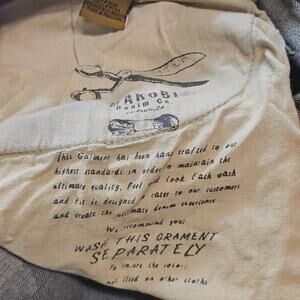 AKOBI
Denim Co.
This Garment has been hand crafted to our
highest standards in order to maintain the
ultimate quality, Feel and look. Each wash
and fit is designed to cater to our customers
and create the ultimate denim experience
We recommend you:
WASH THIS GRAMENT
SEPARATELY
To insure the color:
not bleed on other cloths